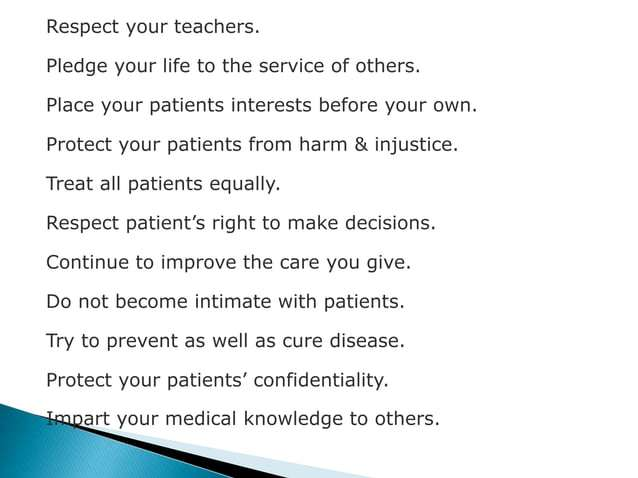 Respect your teachers.
Pledge your life to the service of others.
Place your patients interests before your own.
Protect your patients from harm & injustice.
Treat all patients equally.
Respect patient’s right to make decisions.
Continue to improve the care you give.
Do not become intimate with patients.
Try to prevent as well as cure disease.
Protect your patients’ confidentiality.
Impart your medical knowledge to others.